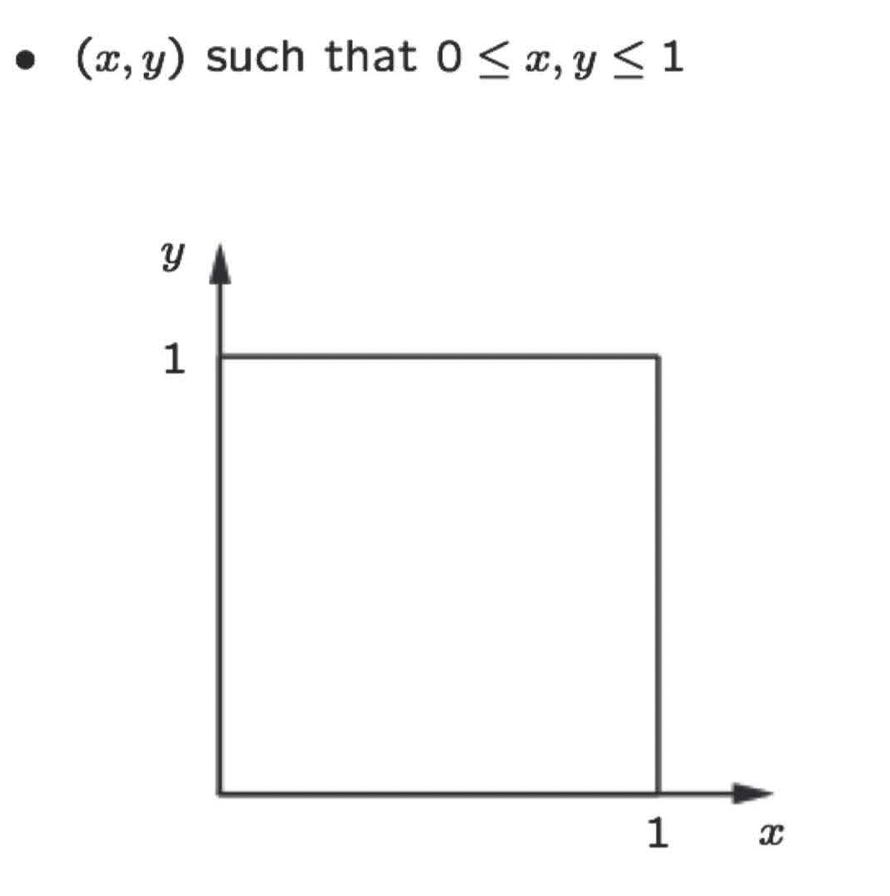 • (x, y) such that 0 ≤ x, y ≤ 1
y
1
1 x